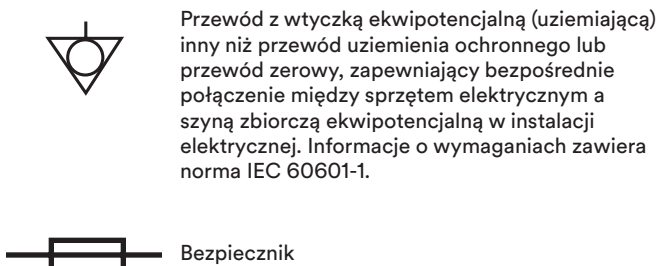 Przewód z wtyczką ekwipotencjalną (uziemiającą)
inny niż przewód uziemienia ochronnego lub
przewód zerowy, zapewniający bezpośrednie
połączenie między sprzętem elektrycznym a
szyną zbiorczą ekwipotencjalną w instalacji
elektrycznej. Informacje o wymaganiach zawiera
norma IEC 60601-1.
Bezpiecznik